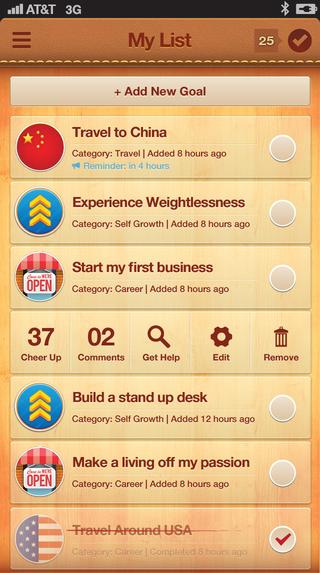 AT&T 3G
My List
25
+ Add New Goal
Travel to China
Category: Travel | Added 8 hours ago
Reminder: in 4 hours
Experience Weightlessness
Category: Self Growth | Added 8 hours ago
Start my first business
Category: Career | Added 8 hours ago
Come in WE'RE
OPEN
37 02
Cheer Up Comments Get Help Edit Remove
Build a stand up desk
Category: Self Growth | Added 12 hours ago
Make a living off my passion
Category: Career | Added 8 hours ago
Come in WE'RE
OPEN
Travel Around USA
Category: Career | Completed 8 hours ago